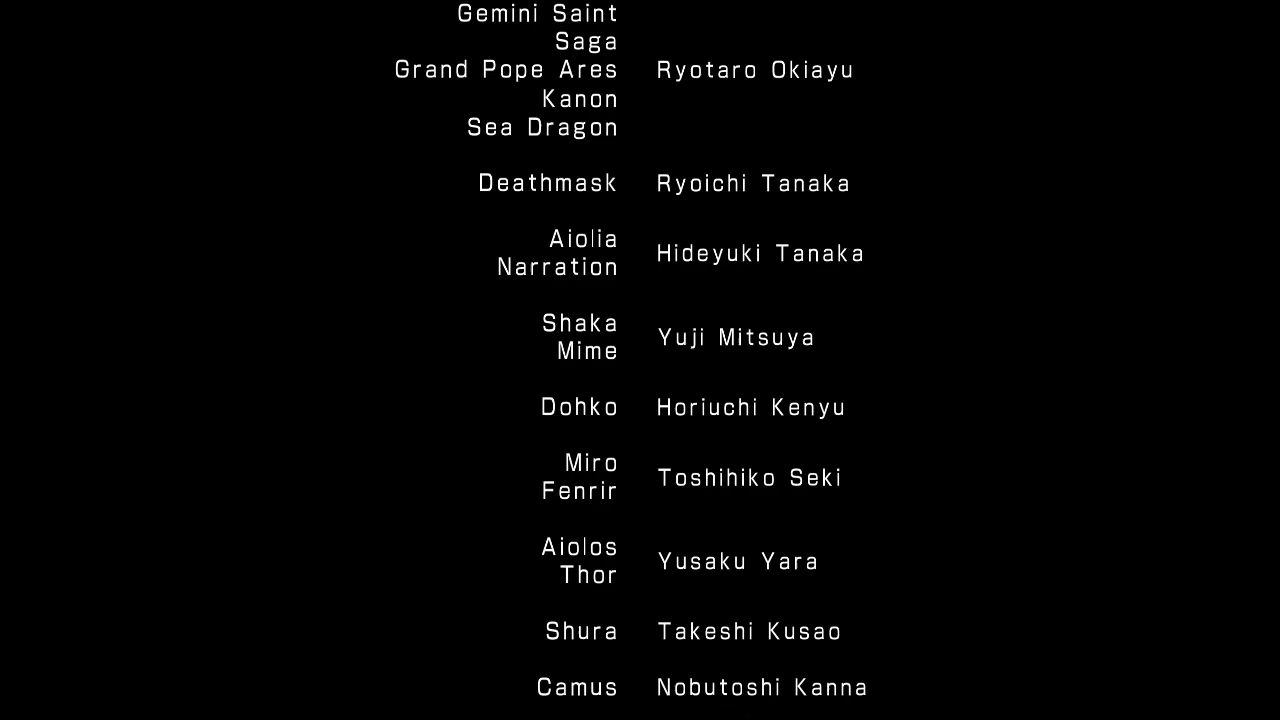 Gemini Saint
Saga
Grand Pope Ares Ryotaro Okiayu
Kanon
Sea Dragon
Deathmask Ryoichi Tanaka
Aiolia
Hideyuki Tanaka
Narration
Shaka
Yuji Mitsuya
Mime
Dohko Horiuchi Kenyu
Miro
Toshihiko Seki
Fenrir
Aiolos
Yusaku Yara
Thor
Shura Takeshi Kusao
Camus Nobutoshi Kanna